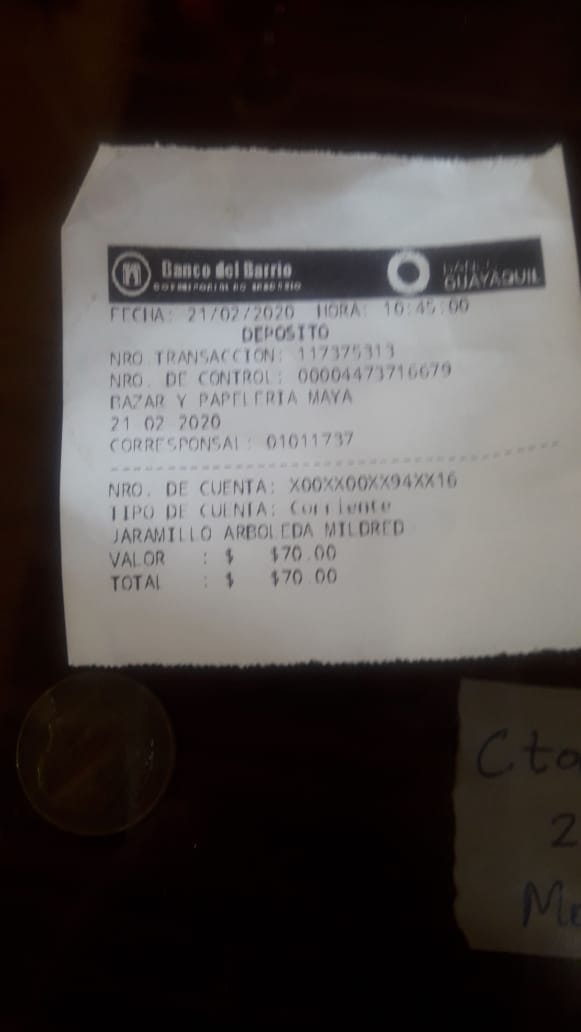 Banco del Barrio
BANCO
GUAYAQUIL
FECHA: 21/02/2020 HORA: 10:45:00
DEPOSITO
NRO.TRANSACCION: 117375313
NRO. DE CONTROL: 00004473716679
BAZAR Y PAPELERIA MAYA
21 02 2020
CORRESPONSAL: 01011737
NRO. DE CUENTA: X00XX00XX94XX16
TIPO DE CUENTA: Corriente
JARAMILLO ARBOLEDA MILDRED
VALOR : $ $70.00
TOTAL : $ $70.00
Cta
2